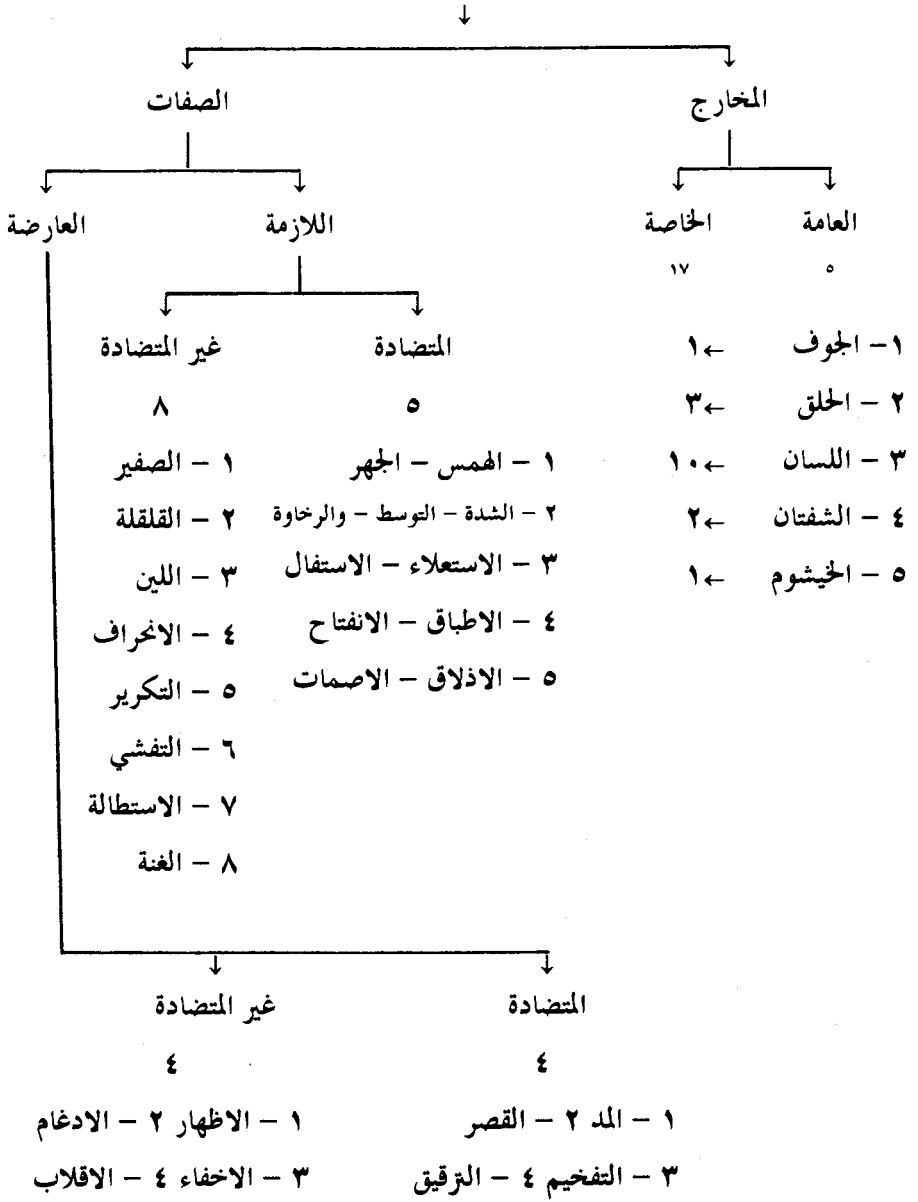 المخارج
الصفات
العامة
الخاصة
٥
١٧
١ – الجوف ← ١
٢ – الحلق ← ٣
٣ – اللسان ← ١٠
٤ – الشفتان ← ٢
٥ – الخيشوم ← ١
اللازمة
العارضة
المتضادة
غير المتضادة
٥
٨
١ – الهمس – الجهر
٢ – الشدة – التوسط – والرخاوة
٣ – الاستعلاء – الاستفال
٤ – الاطباق – الانفتاح
٥ – الاذلاق – الاصمات
١ – الصفير
٢ – القلقلة
٣ – اللين
٤ – الانحراف
٥ – التكرير
٦ – التفشي
٧ – الاستطالة
٨ – الغنة
المتضادة
غير المتضادة
٤
٤
١ – المد ٢ – القصر
٣ – التفخيم ٤ – الترقيق
١ – الاظهار ٢ – الادغام
٣ – الاخفاء ٤ – الاقلاب